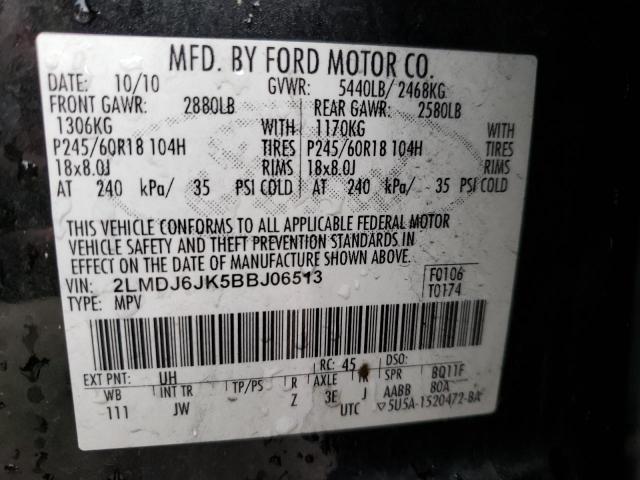 MFD. BY FORD MOTOR CO.
DATE: 10/10 GVWR: 5440LB/ 2468KG
FRONT GAWR: 2880LB REAR GAWR: 2580LB
1306KG WITH 1170KG WITH
P245/60R18 104H TIRES P245/60R18 104H TIRES
18x8.0J RIMS 18x8.0J RIMS
AT 240 kPa/ 35 PSI COLD AT 240 kPa/ 35 PSI COLD
THIS VEHICLE CONFORMS TO ALL APPLICABLE FEDERAL MOTOR
VEHICLE SAFETY AND THEFT PREVENTION STANDARDS IN
EFFECT ON THE DATE OF MANUFACTURE SHOWN ABOVE.
VIN: 2LMDJ6JK5BBJ06513 F0106
TYPE: MPV T0174
EXT PNT: UH RC: 45 DSO:
WB INT TR TP/PS R AXLE TR SPR BQ11F
111 JW Z 3E J AABB 80A
UTC ▽5U5A-1520472-BA